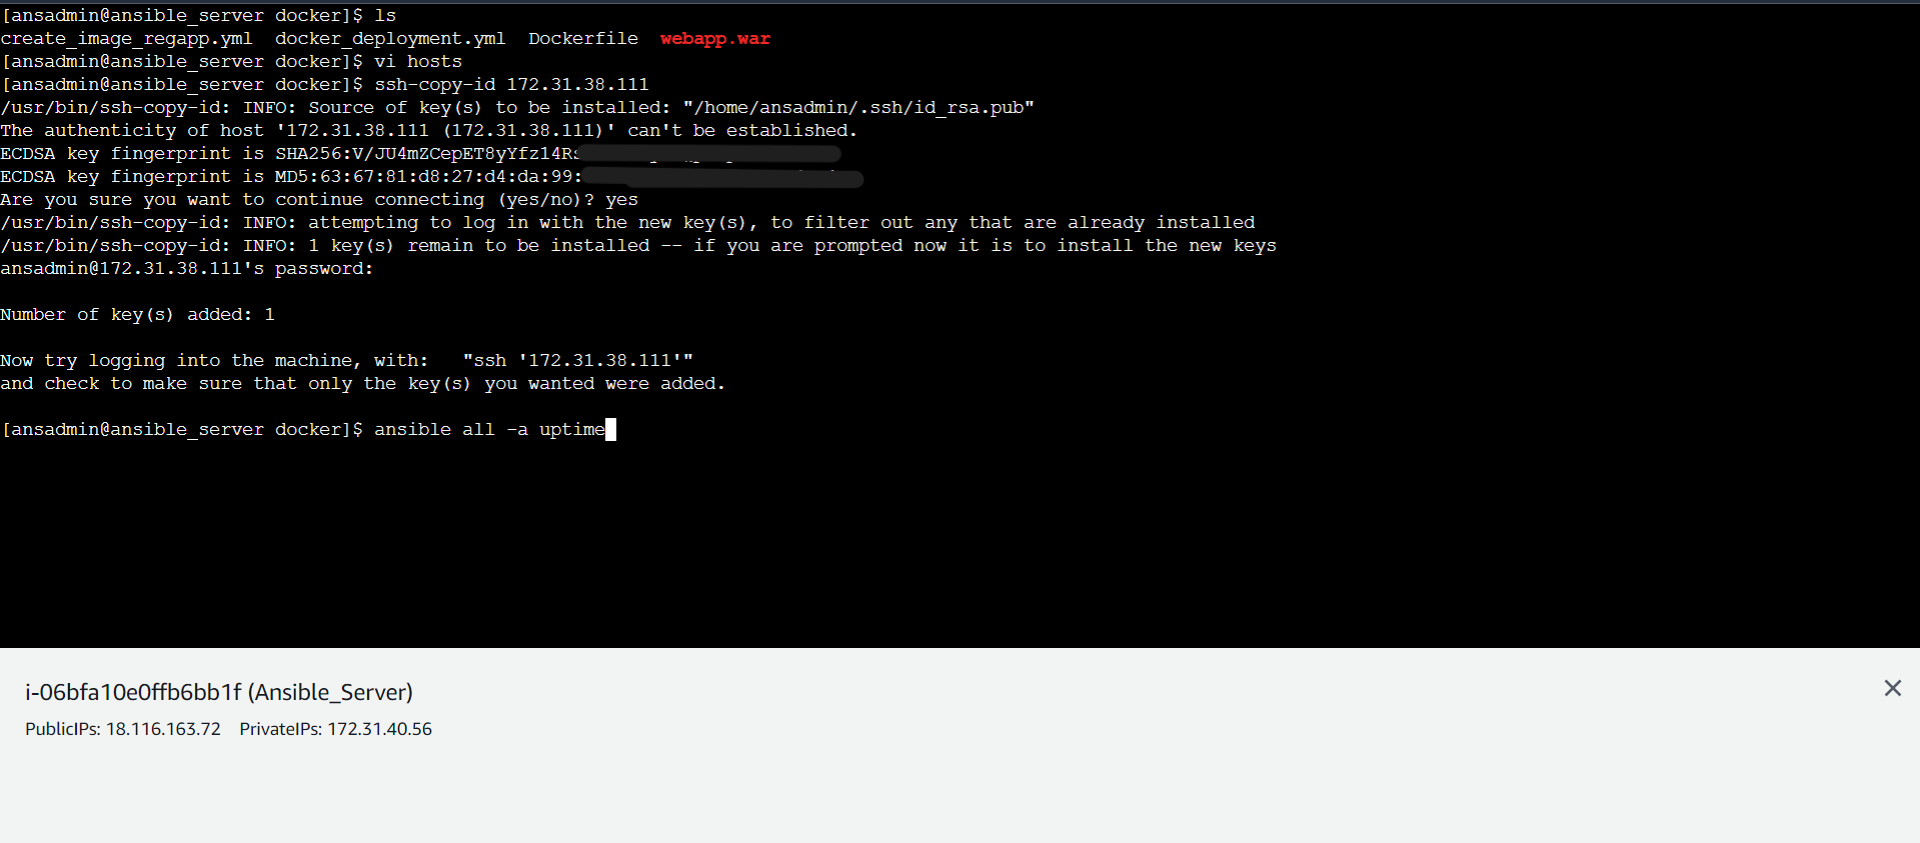 [ansadmin@ansible_server docker]$ ls
create_image_regapp.yml  docker_deployment.yml  Dockerfile  webapp.war
[ansadmin@ansible_server docker]$ vi hosts
[ansadmin@ansible_server docker]$ ssh-copy-id 172.31.38.111
/usr/bin/ssh-copy-id: INFO: Source of key(s) to be installed: "/home/ansadmin/.ssh/id_rsa.pub"
The authenticity of host '172.31.38.111 (172.31.38.111)' can't be established.
ECDSA key fingerprint is SHA256:V/JU4mZCepET8yYfz14Rs
ECDSA key fingerprint is MD5:63:67:81:d8:27:d4:da:99:
Are you sure you want to continue connecting (yes/no)? yes
/usr/bin/ssh-copy-id: INFO: attempting to log in with the new key(s), to filter out any that are already installed
/usr/bin/ssh-copy-id: INFO: 1 key(s) remain to be installed -- if you are prompted now it is to install the new keys
ansadmin@172.31.38.111's password:
Number of key(s) added: 1
Now try logging into the machine, with:   "ssh '172.31.38.111'"
and check to make sure that only the key(s) you wanted were added.
[ansadmin@ansible_server docker]$ ansible all -a uptime
i-06bfa10e0ffb6bb1f (Ansible_Server)
PublicIPs: 18.116.163.72    PrivateIPs: 172.31.40.56